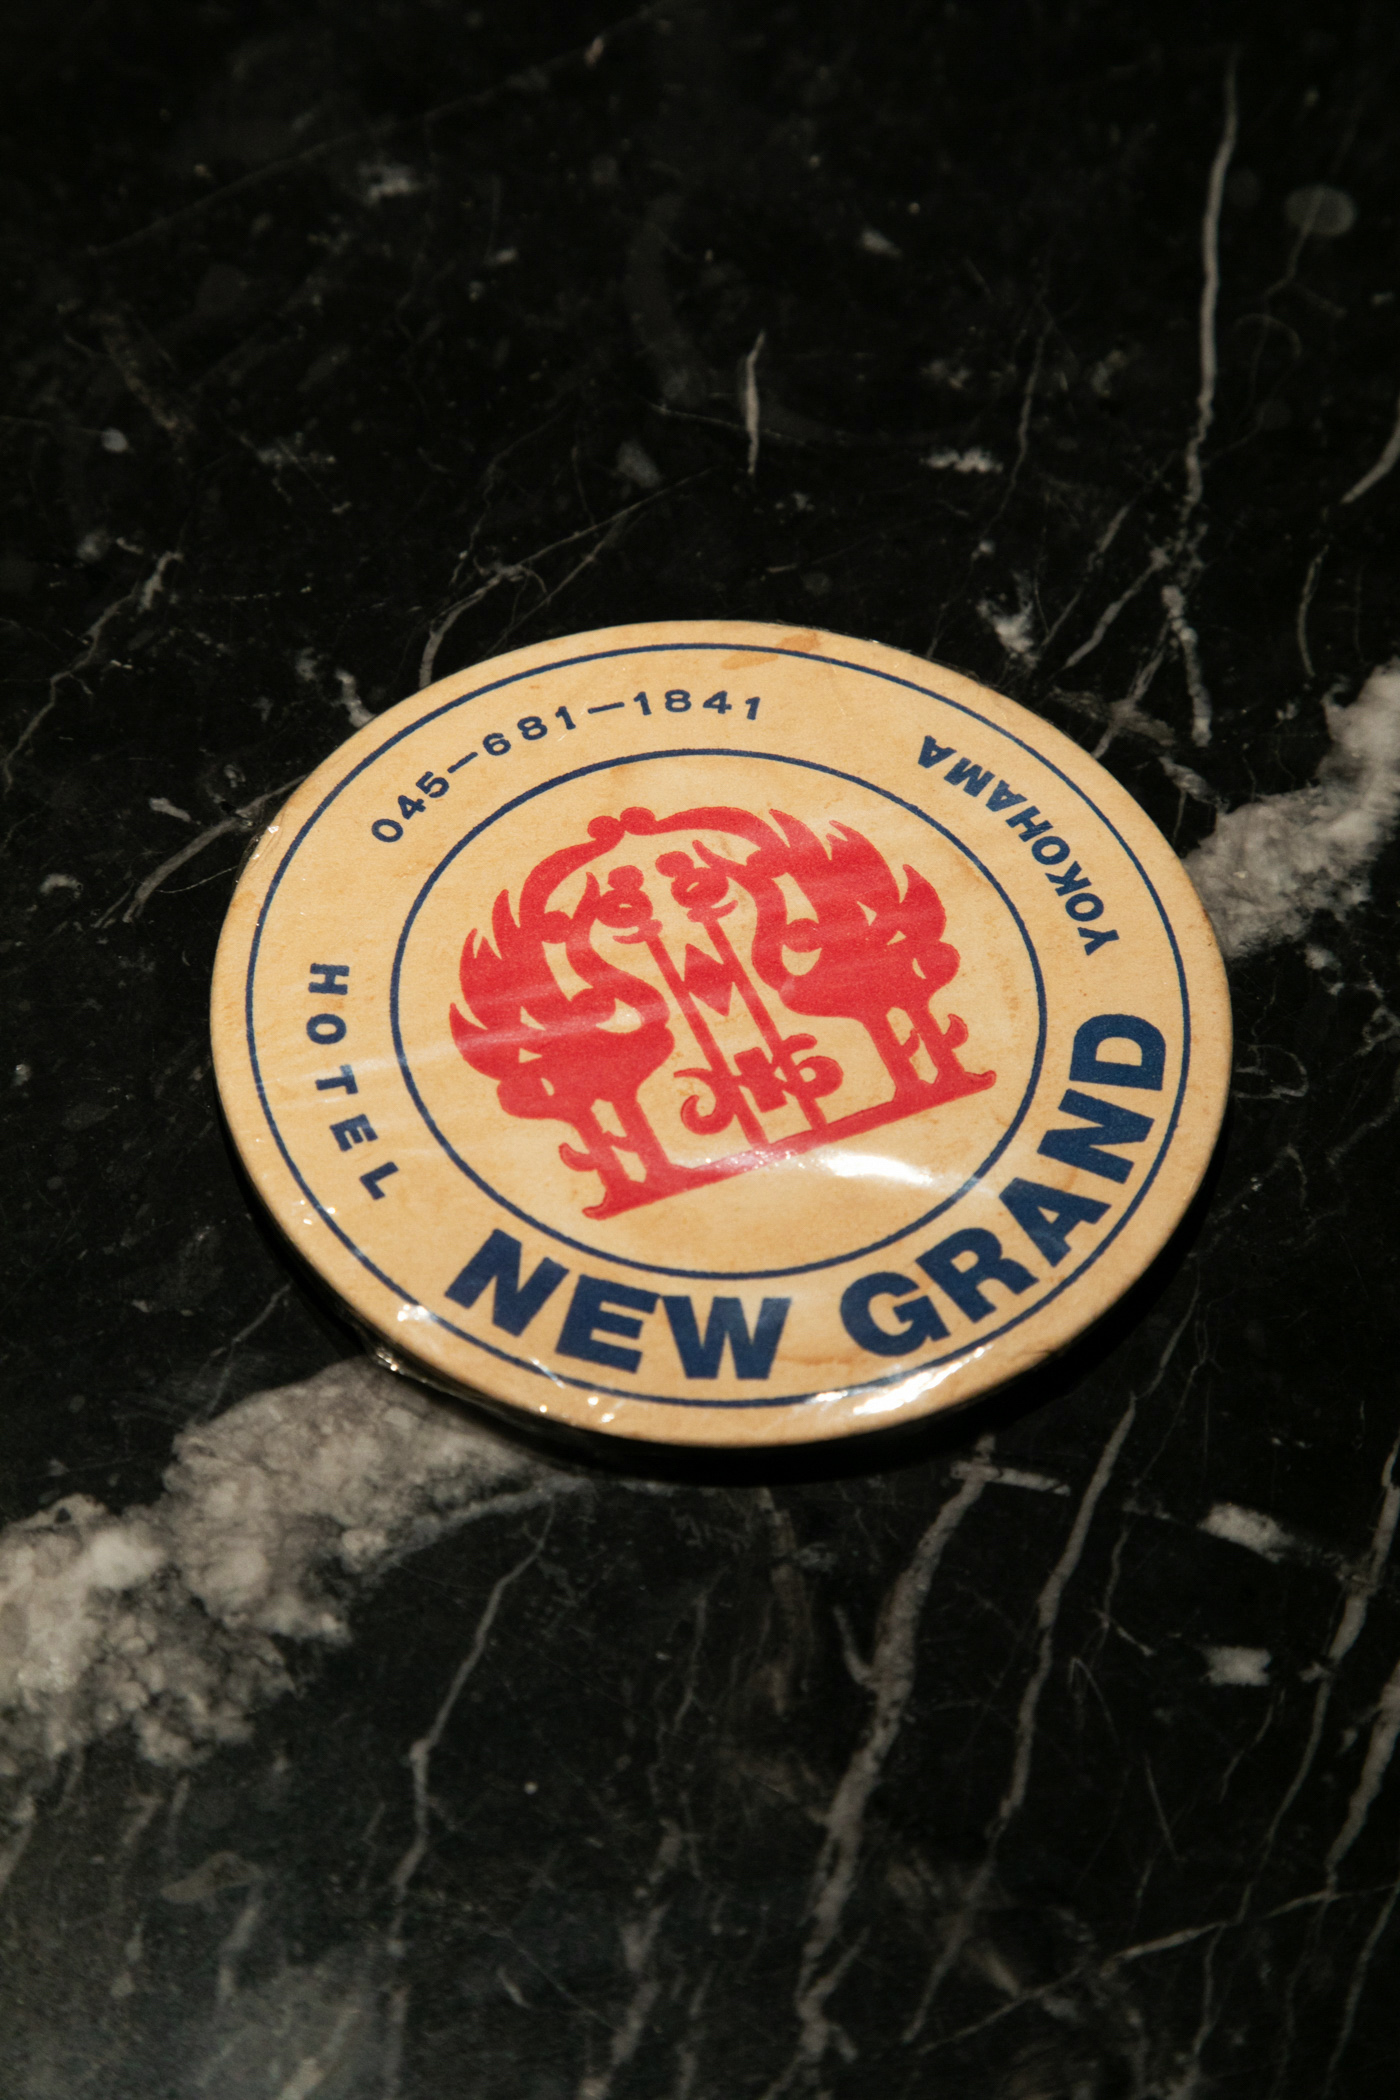 HOTEL
NEW GRAND
YOKOHAMA
045-681-1841